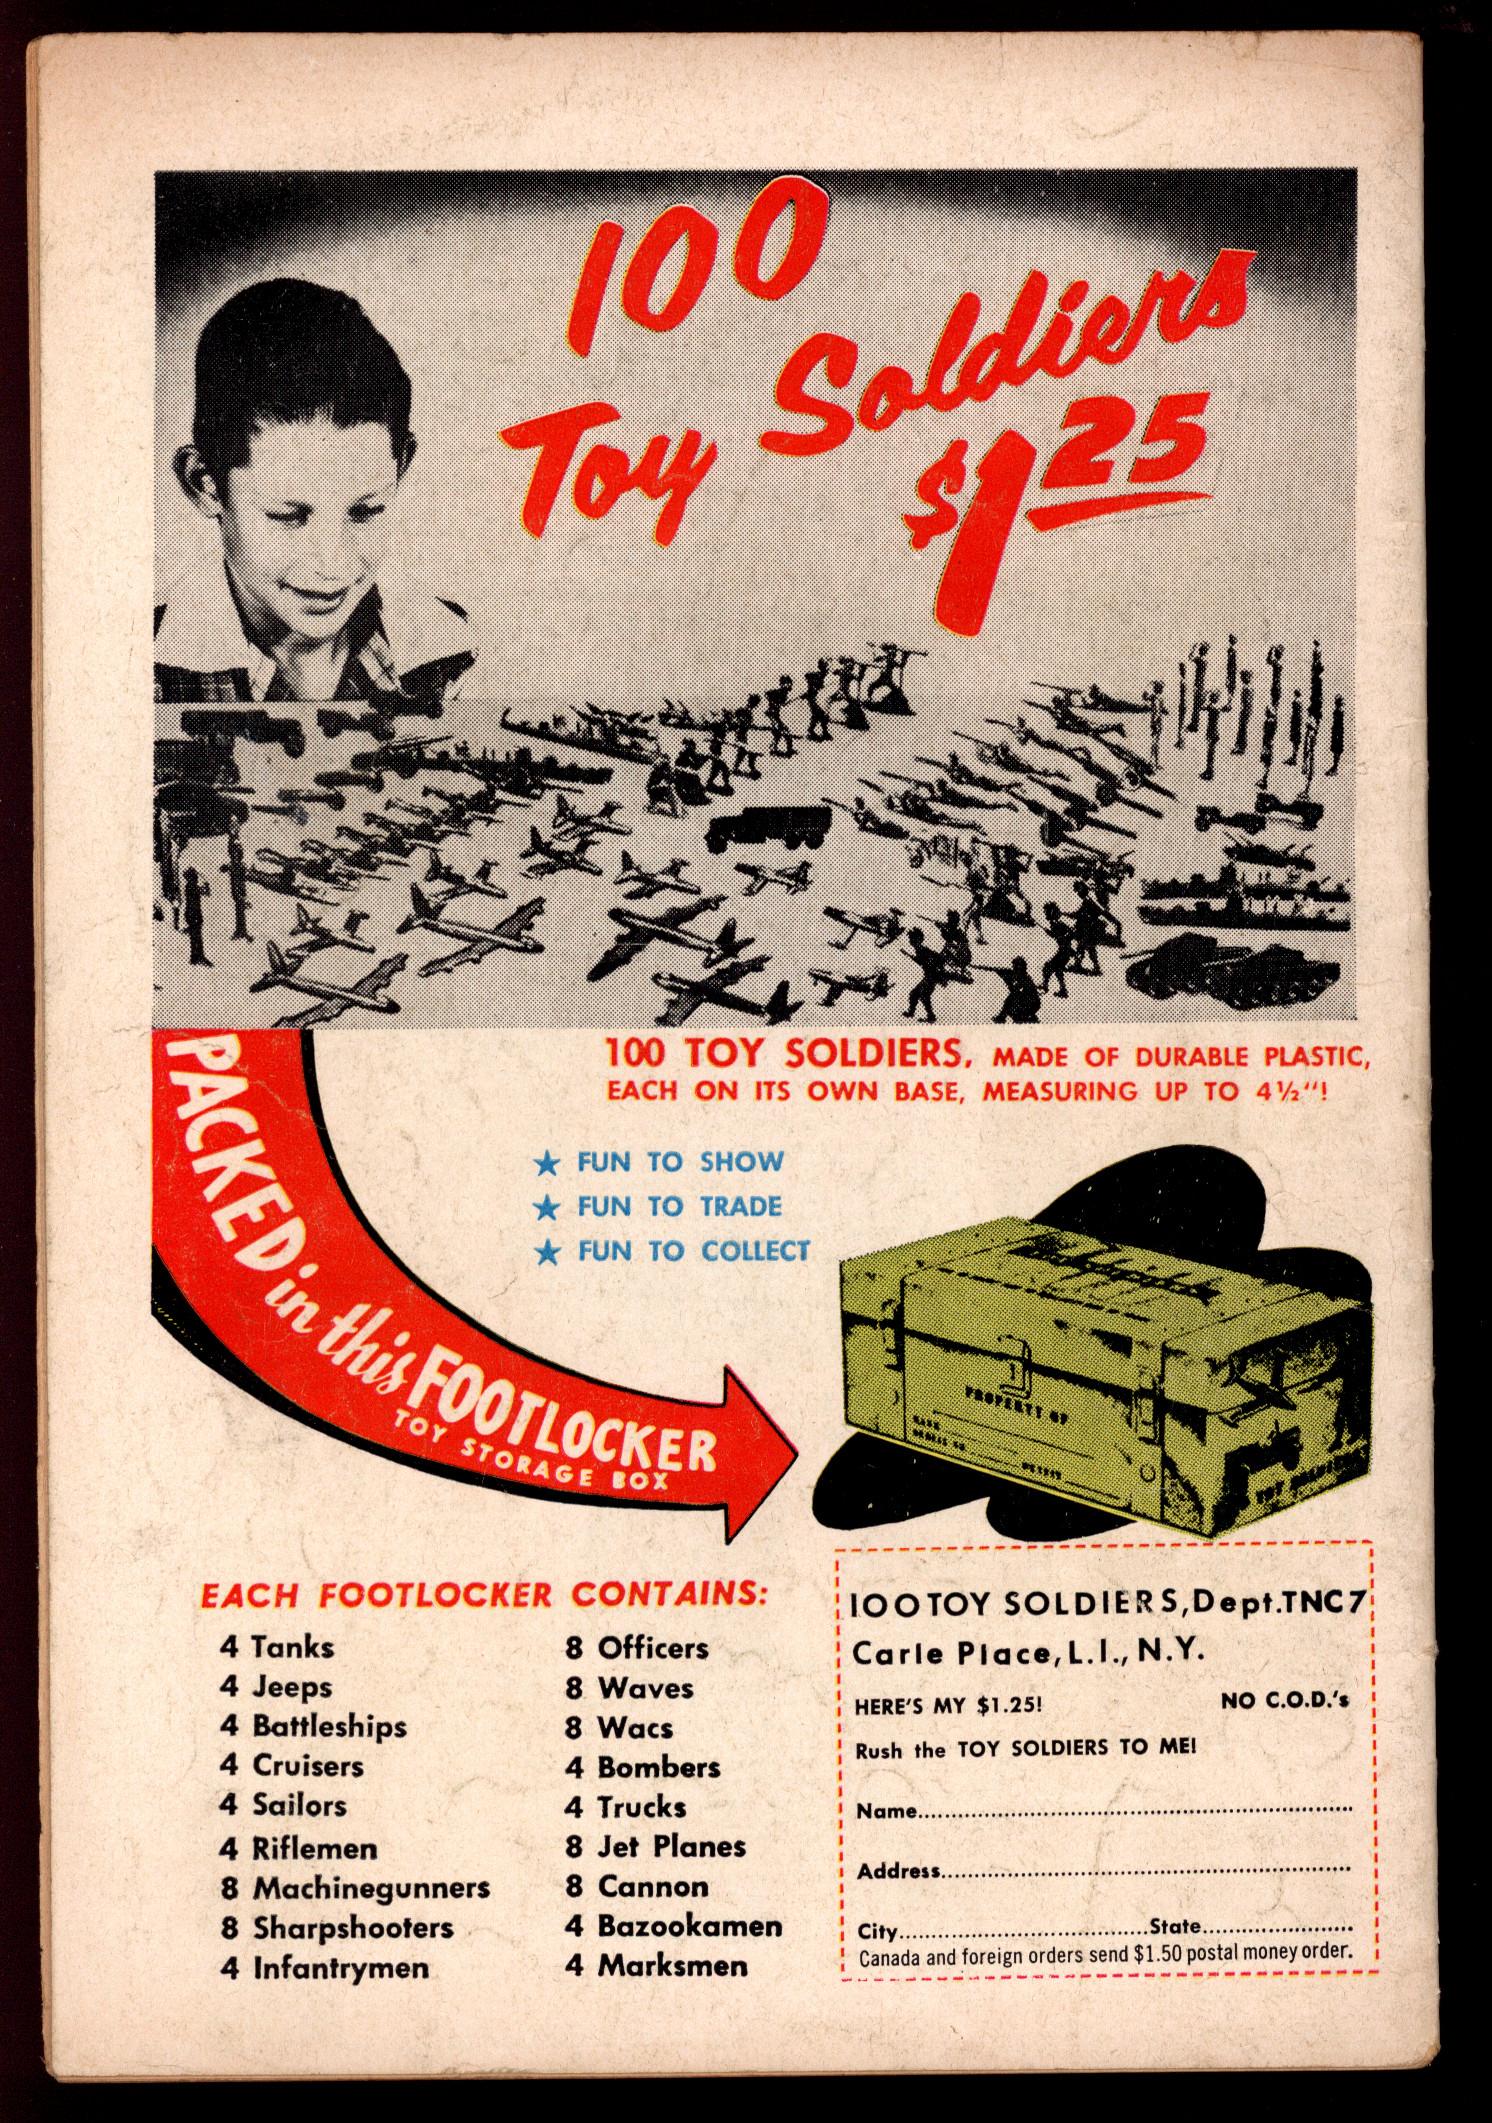 100
Toy Soldiers
$1.25
100 TOY SOLDIERS, MADE OF DURABLE PLASTIC,
EACH ON ITS OWN BASE, MEASURING UP TO 4½"!
PACKED in this FOOTLOCKER
TOY STORAGE BOX
★ FUN TO SHOW
★ FUN TO TRADE
★ FUN TO COLLECT
PROPERTY OF
TOY SOLDIERS
EACH FOOTLOCKER CONTAINS:
4 Tanks
4 Jeeps
4 Battleships
4 Cruisers
4 Sailors
4 Riflemen
8 Machinegunners
8 Sharpshooters
4 Infantrymen
8 Officers
8 Waves
8 Wacs
4 Bombers
4 Trucks
8 Jet Planes
8 Cannon
4 Bazookamen
4 Marksmen
100 TOY SOLDIERS, Dept. TNC 7
Carle Place, L.I., N.Y.
HERE'S MY $1.25! NO C.O.D.'s
Rush the TOY SOLDIERS TO ME!
Name
Address
City State
Canada and foreign orders send $1.50 postal money order.